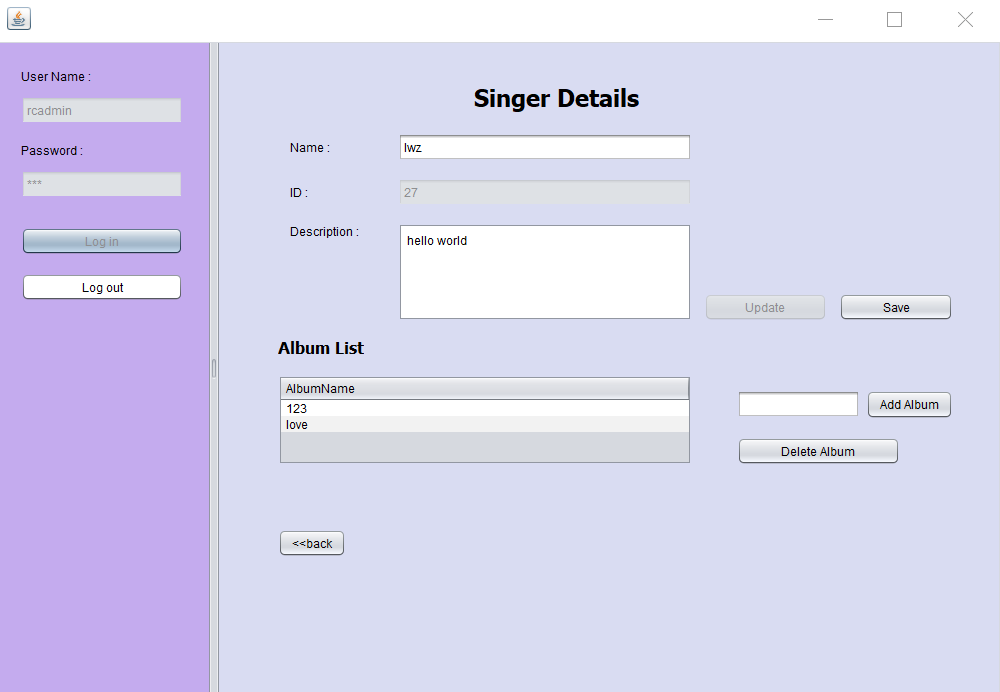 User Name :
rcadmin
Password :
***
Log in
Log out
Singer Details
Name :
lwz
ID :
27
Description :
hello world
Update
Save
Album List
AlbumName
123
love
Add Album
Delete Album
<<back